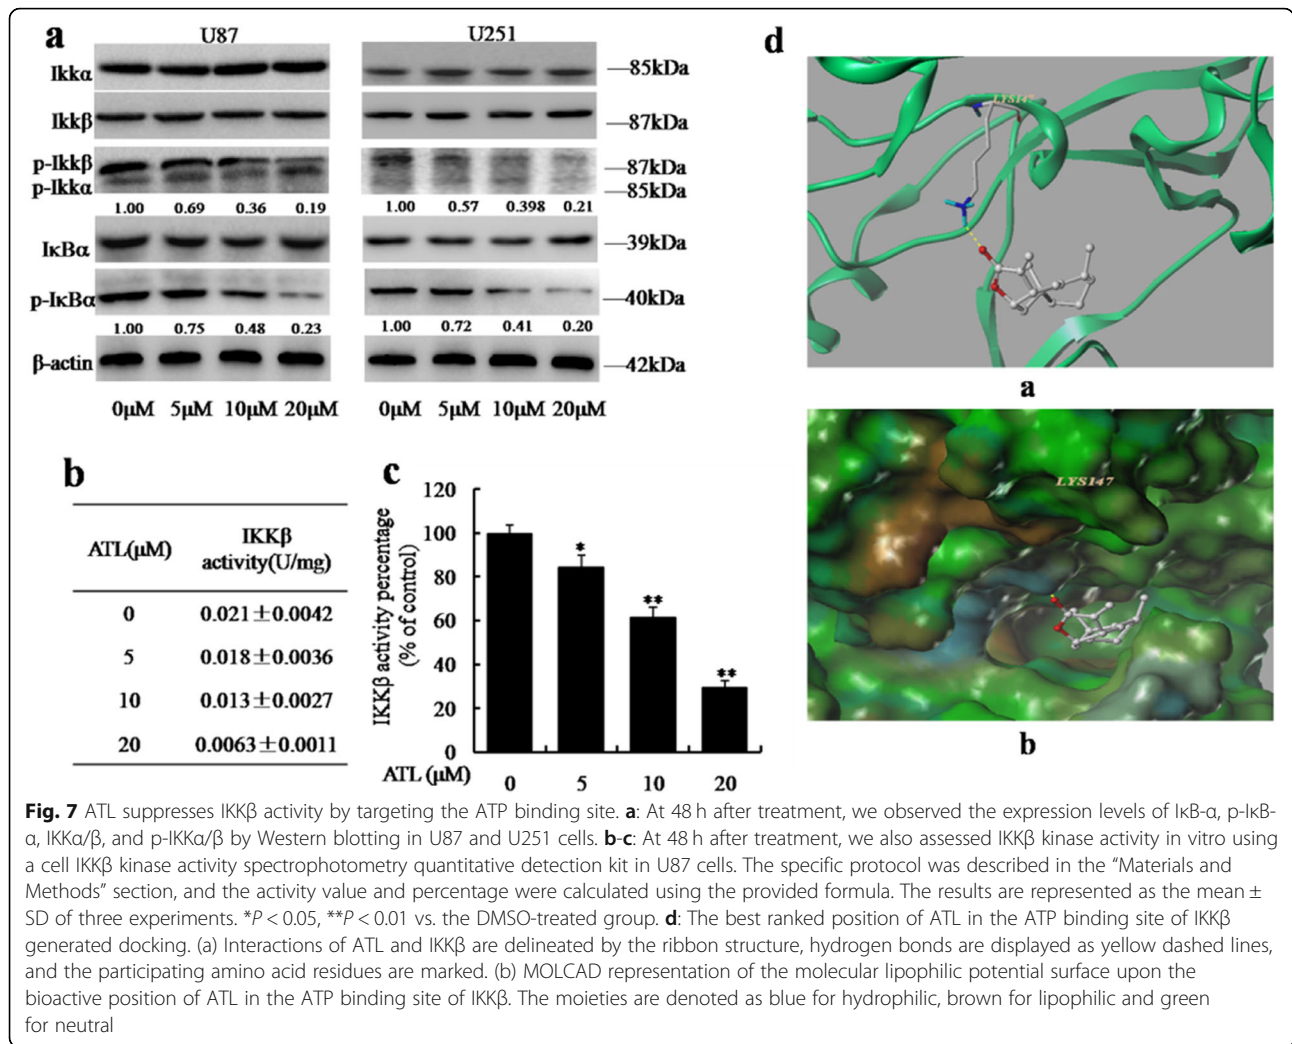 a
U87
U251
Ikkα
85kDa
Ikkβ
87kDa
p-Ikkβ
87kDa
p-Ikkα
85kDa
1.00 0.69 0.36 0.19
1.00 0.57 0.398 0.21
IκBα
39kDa
p-IκBα
40kDa
1.00 0.75 0.48 0.23
1.00 0.72 0.41 0.20
β-actin
42kDa
0μM 5μM 10μM 20μM
0μM 5μM 10μM 20μM
b
ATL(μM) IKKβ activity(U/mg)
0 0.021±0.0042
5 0.018±0.0036
10 0.013±0.0027
20 0.0063±0.0011
c
IKKβ activity percentage
(% of control)
120
100
80
60
40
20
0
*
**
**
ATL (μM) 0 5 10 20
d
LYS147
a
LYS147
b
Fig. 7 ATL suppresses IKKβ activity by targeting the ATP binding site. a: At 48 h after treatment, we observed the expression levels of IκB-α, p-IκB-
α, IKKα/β, and p-IKKα/β by Western blotting in U87 and U251 cells. b-c: At 48 h after treatment, we also assessed IKKβ kinase activity in vitro using
a cell IKKβ kinase activity spectrophotometry quantitative detection kit in U87 cells. The specific protocol was described in the “Materials and
Methods” section, and the activity value and percentage were calculated using the provided formula. The results are represented as the mean ±
SD of three experiments. *P < 0.05, **P < 0.01 vs. the DMSO-treated group. d: The best ranked position of ATL in the ATP binding site of IKKβ
generated docking. (a) Interactions of ATL and IKKβ are delineated by the ribbon structure, hydrogen bonds are displayed as yellow dashed lines,
and the participating amino acid residues are marked. (b) MOLCAD representation of the molecular lipophilic potential surface upon the
bioactive position of ATL in the ATP binding site of IKKβ. The moieties are denoted as blue for hydrophilic, brown for lipophilic and green
for neutral